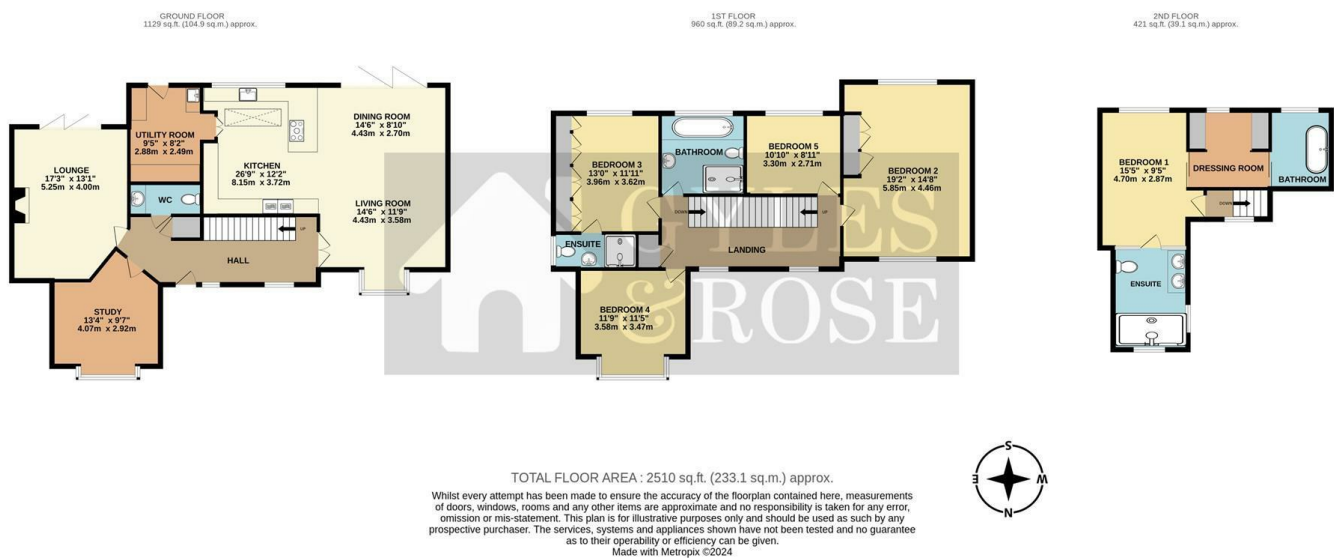 GROUND FLOOR
1129 sq.ft. (104.9 sq.m.) approx.
LOUNGE
17'3" x 13'1"
5.25m x 4.00m
UTILITY ROOM
9'5" x 8'2"
2.88m x 2.49m
WC
KITCHEN
26'9" x 12'2"
8.15m x 3.72m
DINING ROOM
14'6" x 8'10"
4.43m x 2.70m
LIVING ROOM
14'6" x 11'9"
4.43m x 3.58m
UP
HALL
STUDY
13'4" x 9'7"
4.07m x 2.92m
1ST FLOOR
960 sq.ft. (89.2 sq.m.) approx.
BEDROOM 3
13'0" x 11'11"
3.96m x 3.62m
BATHROOM
BEDROOM 5
10'10" x 8'11"
3.30m x 2.71m
BEDROOM 2
19'2" x 14'8"
5.85m x 4.46m
DOWN
UP
ENSUITE
LANDING
BEDROOM 4
11'9" x 11'5"
3.58m x 3.47m
GYLES
&ROSE
2ND FLOOR
421 sq.ft. (39.1 sq.m.) approx.
BEDROOM 1
15'5" x 9'5"
4.70m x 2.87m
DRESSING ROOM
BATHROOM
DOWN
ENSUITE
TOTAL FLOOR AREA : 2510 sq.ft. (233.1 sq.m.) approx.
Whilst every attempt has been made to ensure the accuracy of the floorplan contained here, measurements
of doors, windows, rooms and any other items are approximate and no responsibility is taken for any error,
omission or mis-statement. This plan is for illustrative purposes only and should be used as such by any
prospective purchaser. The services, systems and appliances shown have not been tested and no guarantee
as to their operability or efficiency can be given.
Made with Metropix ©2024
S
E
W
N